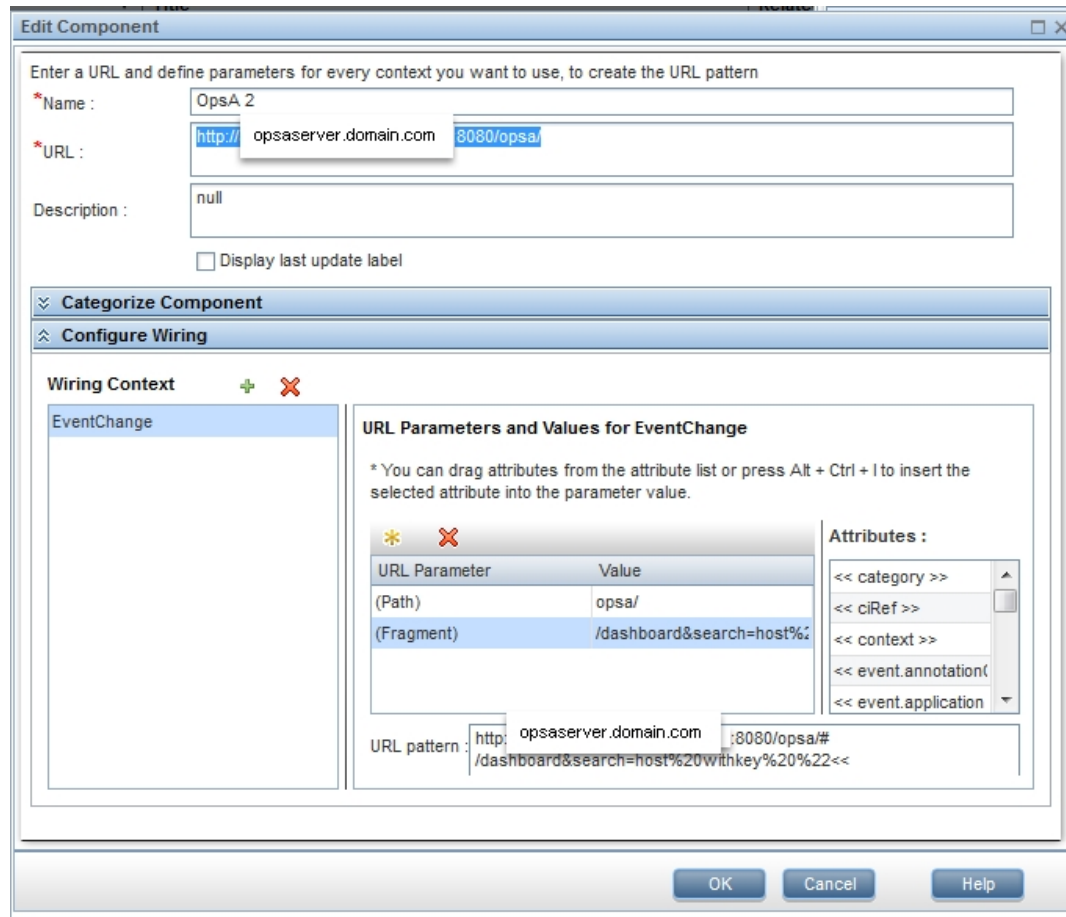 Title
Edit Component
Enter a URL and define parameters for every context you want to use, to create the URL pattern
*Name : OpsA 2
*URL : http:// opsaserver.domain.com 8080/opsa/
Description : null
Display last update label
Categorize Component
Configure Wiring
Wiring Context
EventChange
URL Parameters and Values for EventChange
* You can drag attributes from the attribute list or press Alt + Ctrl + I to insert the
selected attribute into the parameter value.
Attributes :
URL Parameter Value
(Path) opsa/
(Fragment) /dashboard&search=host%2
<< category >>
<< ciRef >>
<< context >>
<< event.annotation(
<< event.application
URL pattern : http: opsaserver.domain.com :8080/opsa/#
/dashboard&search=host%20withkey%20%22<<
OK Cancel Help